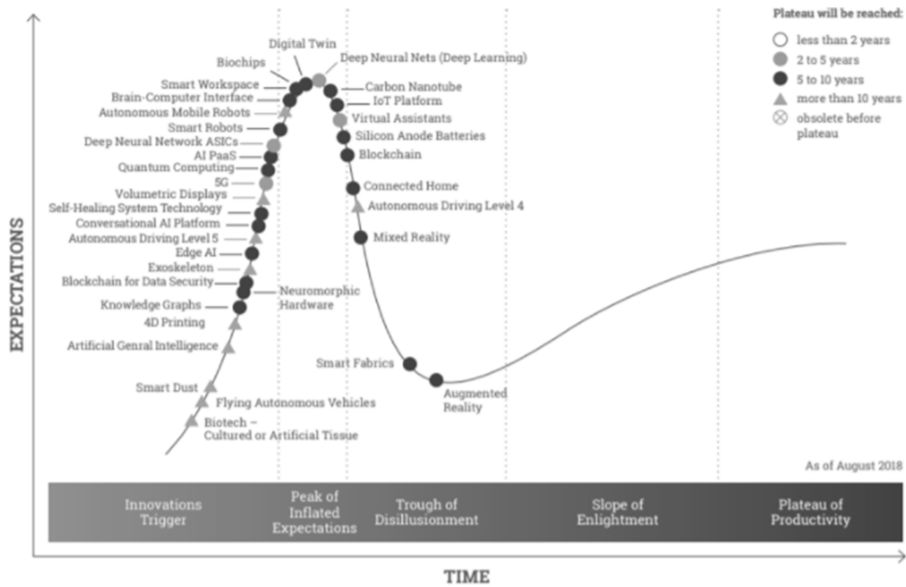 Plateau will be reached:
less than 2 years
2 to 5 years
5 to 10 years
more than 10 years
obsolete before
plateau
EXPECTATIONS
Digital Twin
Biochips
Smart Workspace
Brain-Computer Interface
Autonomous Mobile Robots
Smart Robots
Deep Neural Network ASICs
AI PaaS
Quantum Computing
5G
Volumetric Displays
Self-Healing System Technology
Conversational AI Platform
Autonomous Driving Level 5
Edge AI
Exoskeleton
Blockchain for Data Security
Neuromorphic
Hardware
Knowledge Graphs
4D Printing
Artificial Genral Intelligence
Smart Dust
Flying Autonomous Vehicles
Biotech –
Cultured or Artificial Tissue
Deep Neural Nets (Deep Learning)
Carbon Nanotube
IoT Platform
Virtual Assistants
Silicon Anode Batteries
Blockchain
Connected Home
Autonomous Driving Level 4
Mixed Reality
Smart Fabrics
Augmented
Reality
As of August 2018
Innovations
Trigger
Peak of
Inflated
Expectations
Trough of
Disillusionment
Slope of
Enlightment
Plateau of
Productivity
TIME